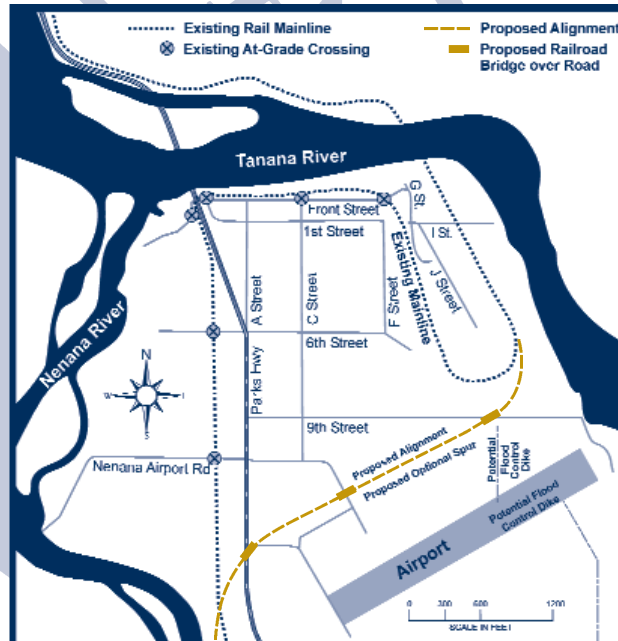 Existing Rail Mainline
Proposed Alignment
Existing At-Grade Crossing
Proposed Railroad
Bridge over Road
Tanana River
G St.
Front Street
1st Street
I St.
Existing Mainline
J Street
A Street
C Street
F Street
Nenana River
6th Street
Parks Hwy
N
W
S
9th Street
Proposed Alignment
Proposed Optional Spur
Nenana Airport Rd
Potential
Flood
Control
Dike
Potential Flood
Control Dike
Airport
0 300 600 1200
SCALE IN FEET